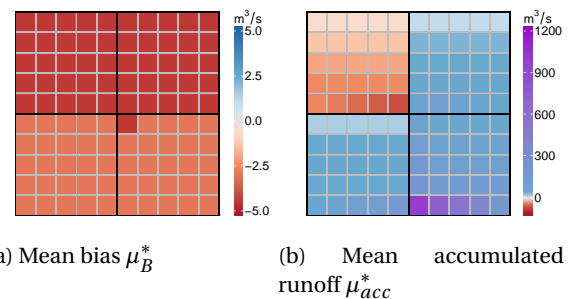 m³/s
5.0
2.5
0.0
−2.5
−5.0
m³/s
1200
900
600
300
0
a) Mean bias μ*B
(b) Mean accumulated
runoff μ*acc